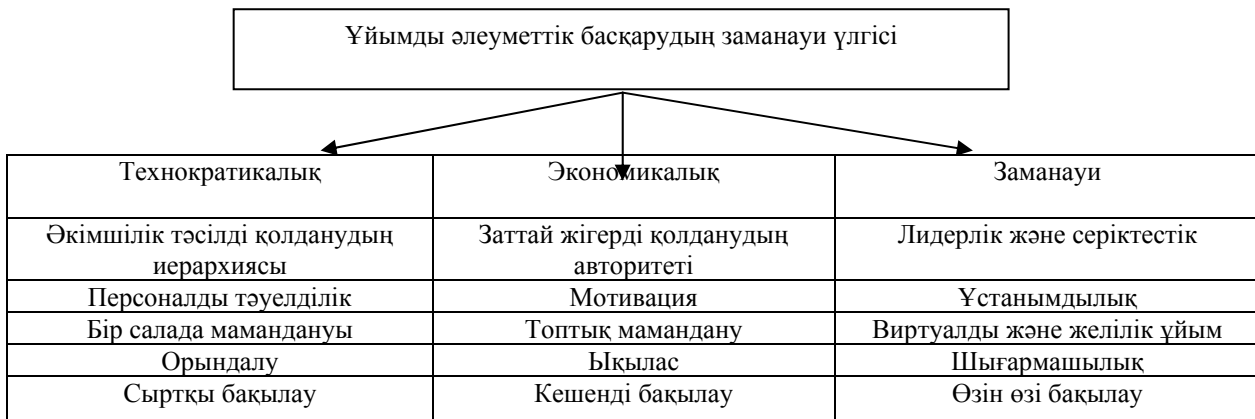 Ұйымды әлеуметтік басқарудың заманауи үлгісі
Технократикалық
Экономикалық
Заманауи
Әкімшілік тәсілді қолданудың
иерархиясы
Заттай жігерді қолданудың
авторитеті
Лидерлік және серіктестік
Персоналды тәуелділік
Мотивация
Ұстанымдылық
Бір салада мамандануы
Топтық мамандану
Виртуалды және желілік ұйым
Орындалу
Ықылас
Шығармашылық
Сыртқы бақылау
Кешенді бақылау
Өзін өзі бақылау